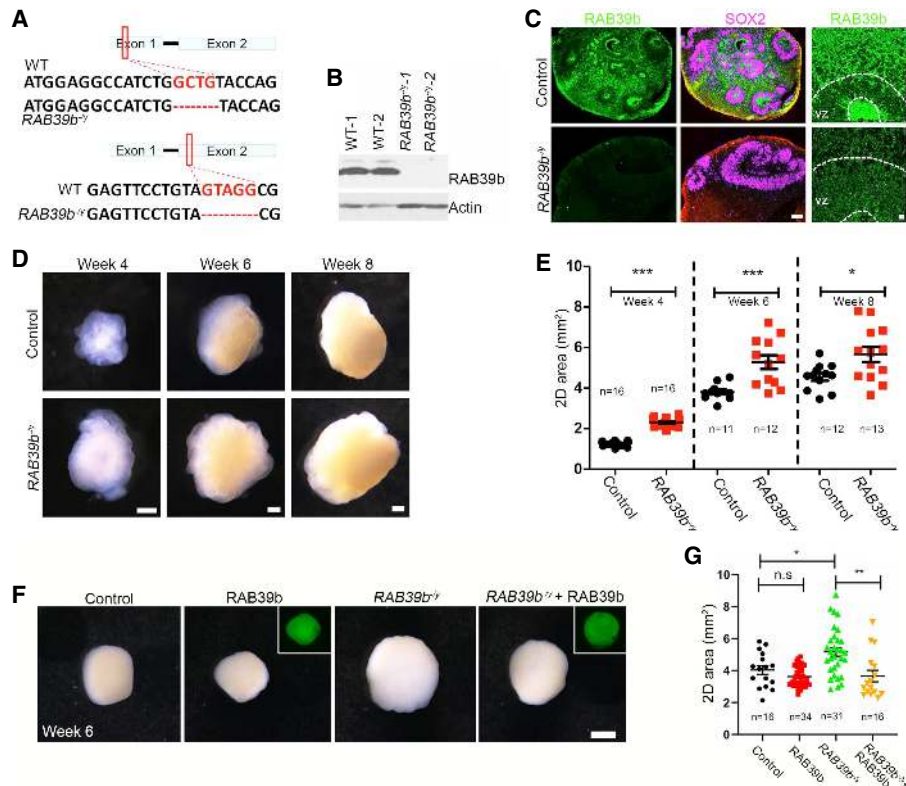 A
Exon 1 Exon 2
WT
ATGGAGGCCATCTGGCTGTACCAG
ATGGAGGCCATCTG--------TACCAG
RAB39b-/y
Exon 1 Exon 2
WT GAGTTCCTGTAGTAGGCG
RAB39b-/y GAGTTCCTGTA----------CG
B
WT-1
WT-2
RAB39b-/y-1
RAB39b-/y-2
RAB39b
Actin
C
RAB39b SOX2 RAB39b
Control
RAB39b-/y
VZ
VZ
D
Week 4 Week 6 Week 8
Control
RAB39b-/y
E
2D area (mm²)
10
8
6
4
2
0
*** *** *
Week 4 Week 6 Week 8
n=16 n=16
n=11 n=12 n=12 n=13
Control RAB39b-/y Control RAB39b-/y Control RAB39b-/y
F
Control RAB39b RAB39b-/y RAB39b-/y + RAB39b
Week 6
G
2D area (mm²)
10
8
6
4
2
0
*
n.s **
n=16 n=34 n=31 n=16
Control RAB39b RAB39b-/y RAB39b-/y
RAB39b